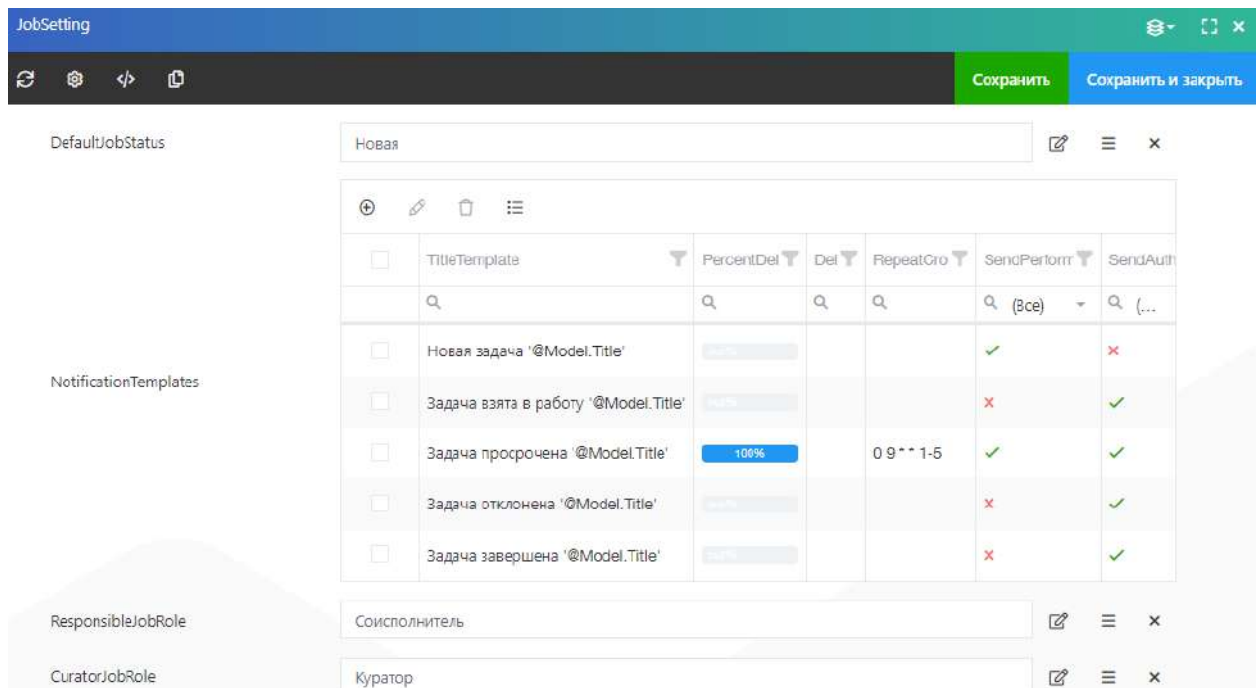 JobSetting
Сохранить Сохранить и закрыть
DefaultJobStatus Новая
TitleTemplate PercentDel Del RepeatCro SendPerform SendAuth
(Все) (...
Новая задача '@Model.Title'
NotificationTemplates
Задача взята в работу '@Model.Title'
Задача просрочена '@Model.Title' 100% 0 9 * * 1-5
Задача отклонена '@Model.Title'
Задача завершена '@Model.Title'
ResponsibleJobRole Соисполнитель
CuratorJobRole Куратор